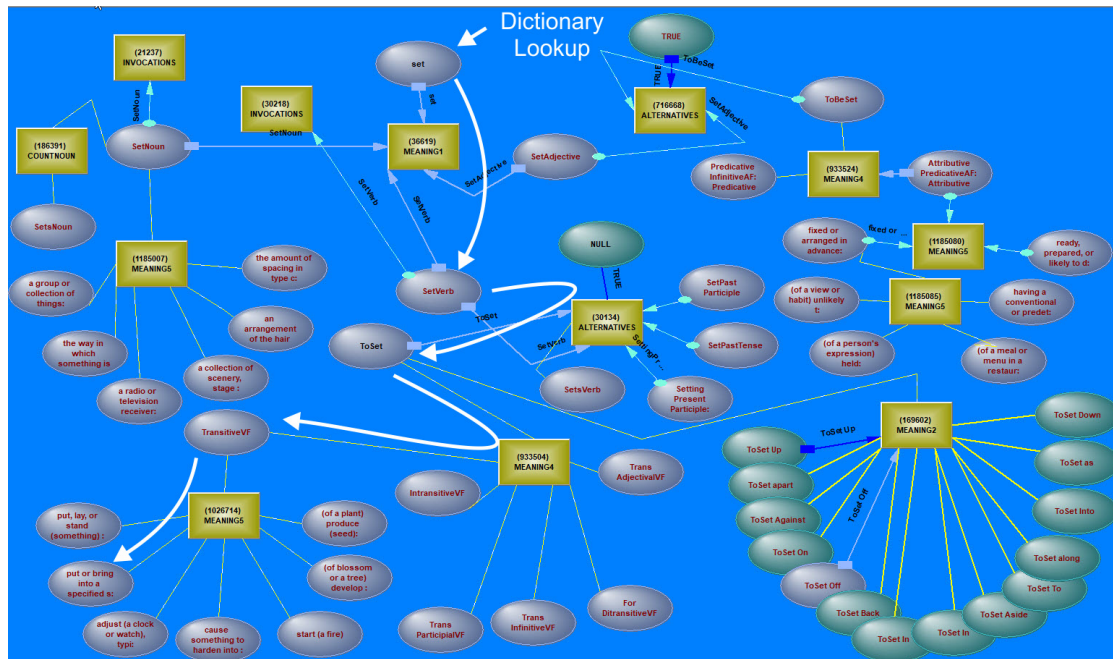 Dictionary
Lookup
(21237)
INVOCATIONS
SetNoun
(186391)
COUNTNOUN
SetNoun
SetsNoun
(30218)
INVOCATIONS
SetNoun
set
set
(36619)
MEANING1
SetAdjective
SetAdjective
SetVerb
SetVerb
SetVerb
TRUE
ToBeSet
TRUE
(716668)
ALTERNATIVES
SetAdjective
ToBeSet
Predicative
InfinitiveAF:
Predicative
(933524)
MEANING4
Attributive
PredicativeAF:
Attributive
fixed or ...
fixed or
arranged in
advance:
(1185080)
MEANING5
ready,
prepared, or
likely to d:
(of a view or
habit) unlikely
t:
(1185085)
MEANING5
having a
conventional
or predet:
(of a person's
expression) held:
(of a meal or
menu in a
restaur:
(1185007)
MEANING5
the amount of
spacing in
type c:
a group or
collection of
things:
an
arrangement
of the hair
the way in
which
something is
a collection of
scenery,
stage :
a radio or
television
receiver:
NULL
TRUE
(30134)
ALTERNATIVES
SetPast
Participle
SetPastTense
SettingPr ...
Setting
Present
Participle:
SetsVerb
SetVerb
ToSet
ToSet
TransitiveVF
(933504)
MEANING4
IntransitiveVF
Trans
AdjectivalVF
Trans
ParticipialVF
Trans
InfinitiveVF
For
DitransitiveVF
(1026714)
MEANING5
put, lay, or
stand
(something) :
(of a plant)
produce
(seed):
put or bring
into a
specified s:
(of blossom
or a tree)
develop :
adjust (a clock
or watch),
typi:
cause
something to
harden into :
start (a fire)
(169602)
MEANING2
ToSet Up
ToSet Up
ToSet Down
ToSet as
ToSet apart
ToSet Into
ToSet Against
ToSet On
ToSet along
ToSet Off
ToSet Off
ToSet To
ToSet Back
ToSet Aside
ToSet In
ToSet In